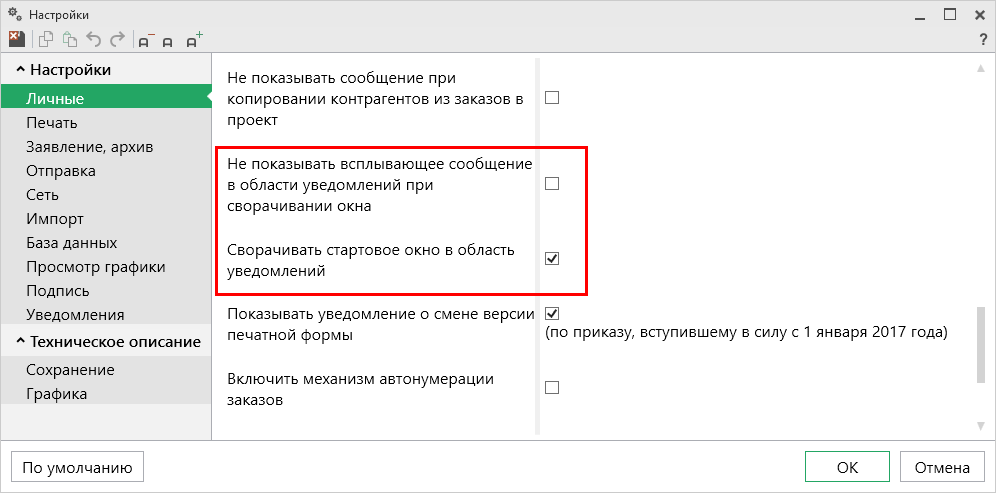 Настройки
?
Настройки
Личные
Печать
Заявление, архив
Отправка
Сеть
Импорт
База данных
Просмотр графики
Подпись
Уведомления
Техническое описание
Сохранение
Графика
Не показывать сообщение при
копировании контрагентов из заказов в
проект
Не показывать всплывающее сообщение
в области уведомлений при
сворачивании окна
Сворачивать стартовое окно в область
уведомлений
Показывать уведомление о смене версии
печатной формы
(по приказу, вступившему в силу с 1 января 2017 года)
Включить механизм автонумерации
заказов
По умолчанию
ОК
Отмена